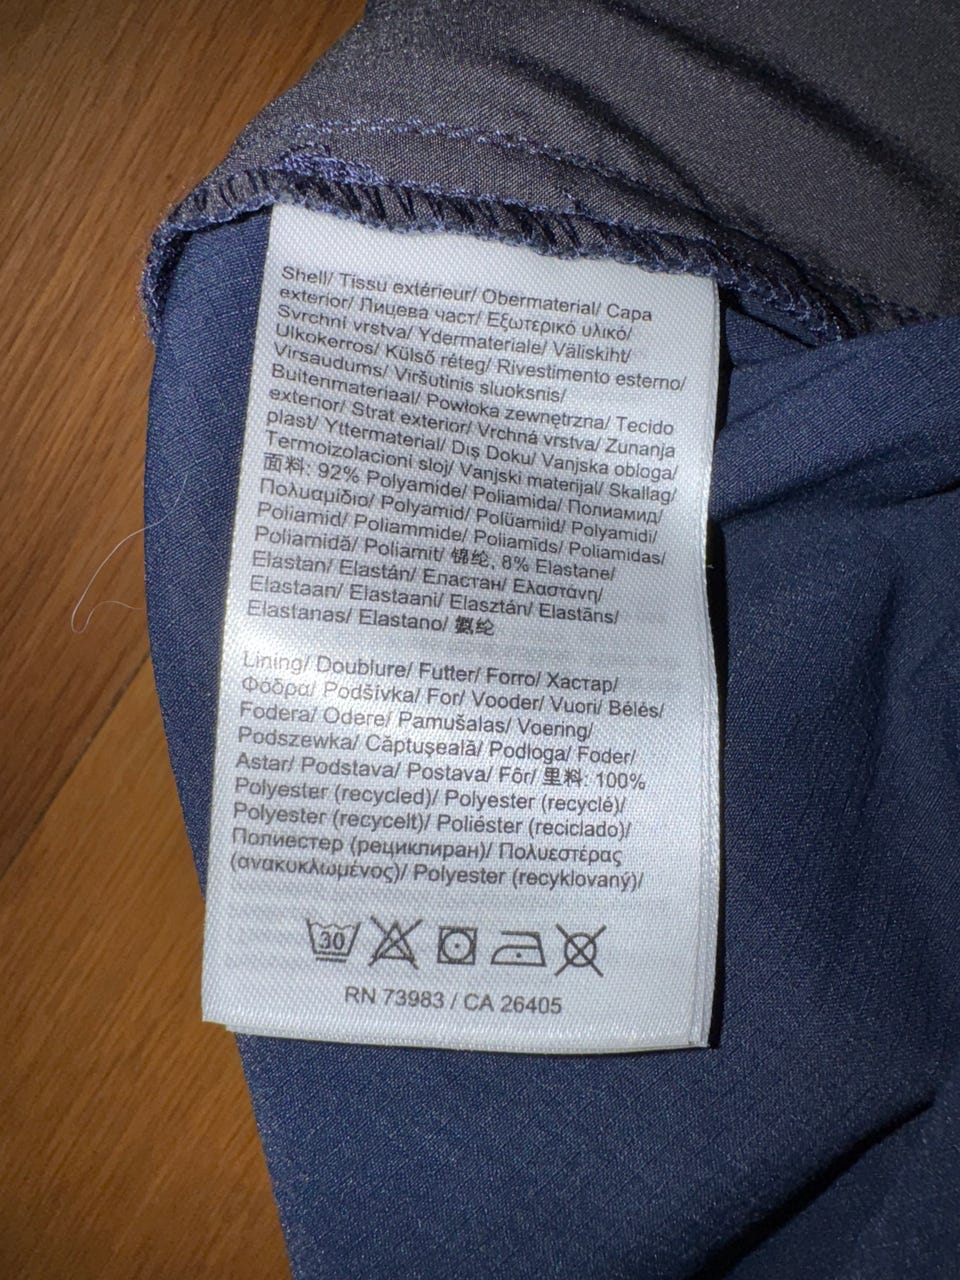 Shell/ Tissu extérieur/ Obermaterial/ Capa
exterior/ Лицева част/ Εξωτερικό υλικό/
Svrchní vrstva/ Ydermateriale/ Väliskiht/
Ulkokerros/ Külső réteg/ Rivestimento esterno/
Virsaudums/ Viršutinis sluoksnis/
Buitenmateriaal/ Powłoka zewnętrzna/ Tecido
exterior/ Strat exterior/ Vrchná vrstva/ Zunanja
plast/ Yttermaterial/ Dış Doku/ Vanjska obloga/
Termoizolacioni sloj/ Vanjski materijal/ Skallag/
面料: 92% Polyamide/ Poliamida/ Полиамид/
Πολυαμίδιο/ Polyamid/ Polüamiid/ Polyamidi/
Poliamid/ Poliammide/ Poliamīds/ Poliamidas/
Poliamidă/ Poliamit/ 锦纶, 8% Elastane/
Elastan/ Elastán/ Еластан/ Ελαστάνη/
Elastaan/ Elastaani/ Elasztán/ Elastāns/
Elastanas/ Elastano/ 氨纶
Lining/ Doublure/ Futter/ Forro/ Хастар/
Φόδρα/ Podšívka/ For/ Vooder/ Vuori/ Bélés/
Fodera/ Odere/ Pamušalas/ Voering/
Podszewka/ Căptuşeală/ Podloga/ Foder/
Astar/ Podstava/ Postava/ Fôr/ 里料: 100%
Polyester (recycled)/ Polyester (recyclé)/
Polyester (recycelt)/ Poliéster (reciclado)/
Полиестер (рециклиран)/ Πολυεστέρας
(ανακυκλωμένος)/ Polyester (recyklovaný)/
30
RN 73983 / CA 26405